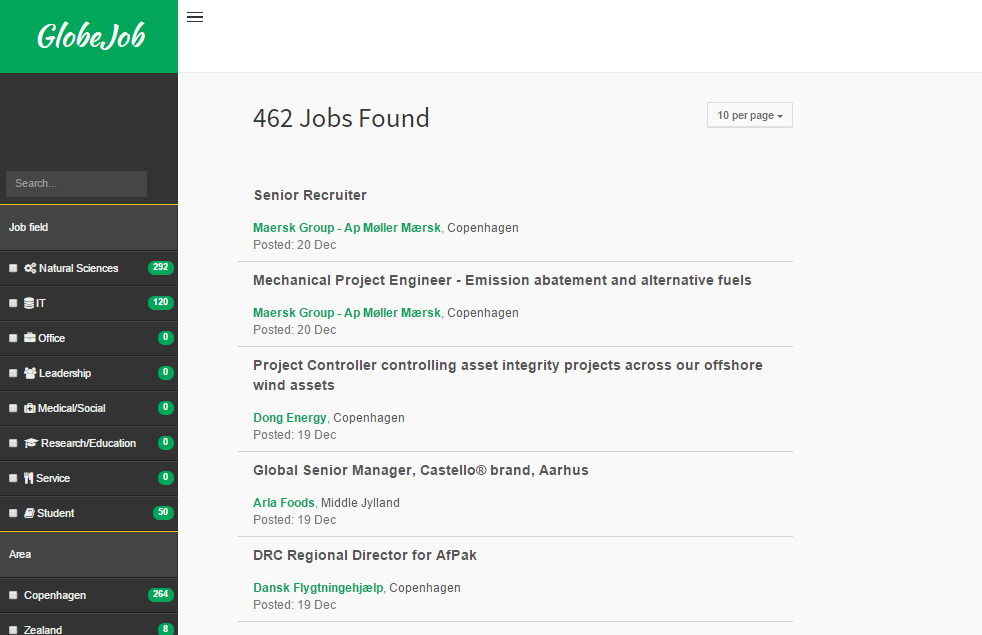 GlobeJob
462 Jobs Found
10 per page
Search...
Job field
Natural Sciences 292
IT 120
Office 0
Leadership 0
Medical/Social 0
Research/Education 0
Service 0
Student 50
Area
Copenhagen 264
Zealand 8
Senior Recruiter
Maersk Group - Ap Møller Mærsk, Copenhagen
Posted: 20 Dec
Mechanical Project Engineer - Emission abatement and alternative fuels
Maersk Group - Ap Møller Mærsk, Copenhagen
Posted: 20 Dec
Project Controller controlling asset integrity projects across our offshore
wind assets
Dong Energy, Copenhagen
Posted: 19 Dec
Global Senior Manager, Castello® brand, Aarhus
Arla Foods, Middle Jylland
Posted: 19 Dec
DRC Regional Director for AfPak
Dansk Flygtningehjælp, Copenhagen
Posted: 19 Dec